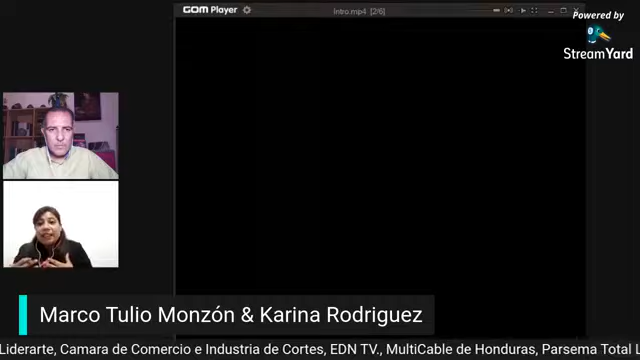 GOM Player
Intro.mp4 [2/6]
Powered by
StreamYard
Marco Tulio Monzón & Karina Rodriguez
Liderarte, Camara de Comercio e Industria de Cortes, EDN TV., MultiCable de Honduras, Parsema Total L